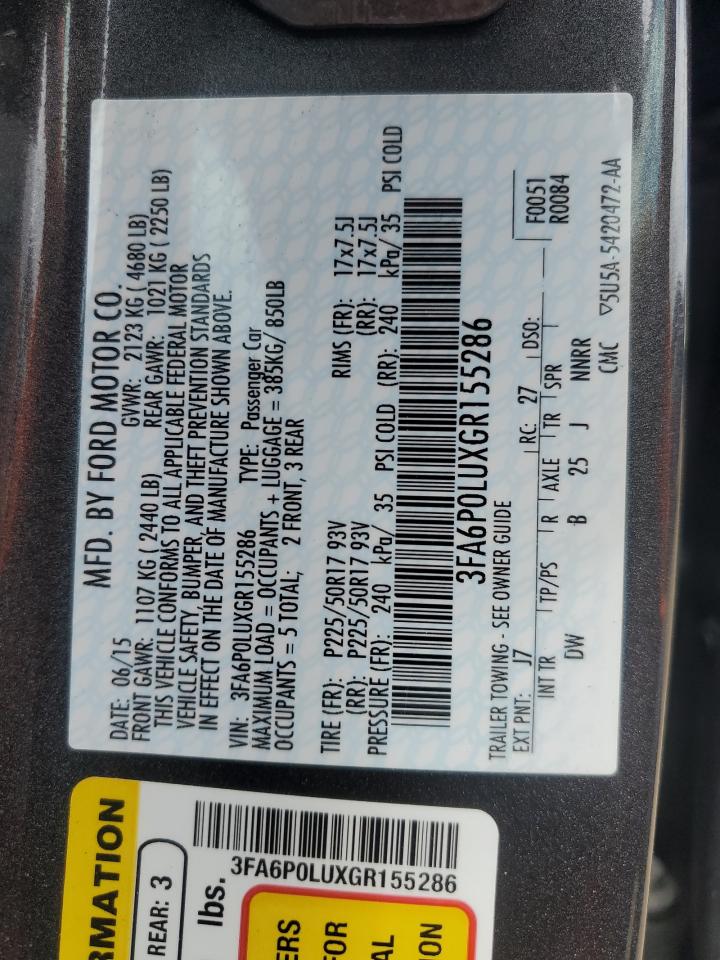 MFD. BY FORD MOTOR CO.
DATE: 06/15 GVWR: 2123 KG ( 4680 LB)
FRONT GAWR: 1107 KG ( 2440 LB) REAR GAWR: 1021 KG ( 2250 LB)
THIS VEHICLE CONFORMS TO ALL APPLICABLE FEDERAL MOTOR
VEHICLE SAFETY, BUMPER, AND THEFT PREVENTION STANDARDS
IN EFFECT ON THE DATE OF MANUFACTURE SHOWN ABOVE.
VIN: 3FA6P0LUXGR155286 TYPE: Passenger Car
MAXIMUM LOAD = OCCUPANTS + LUGGAGE = 385KG/ 850LB
OCCUPANTS = 5 TOTAL; 2 FRONT, 3 REAR
TIRE (FR): P225/50R17 93V RIMS (FR): 17x7.5J
(RR): P225/50R17 93V (RR): 17x7.5J
PRESSURE (FR): 240 kPa/ 35 PSI COLD (RR): 240 kPa/ 35 PSI COLD
3FA6P0LUXGR155286
TRAILER TOWING - SEE OWNER GUIDE
EXT PNT: J7 RC: 27 DSO: F0051
R0084
INT TR TP/PS R AXLE TR SPR
DW B 25 J NNRR
CMC ▽5U5A-5420472-AA
RMATION
REAR: 3
lbs.
3FA6P0LUXGR155286
ERS
FOR
AL
ON